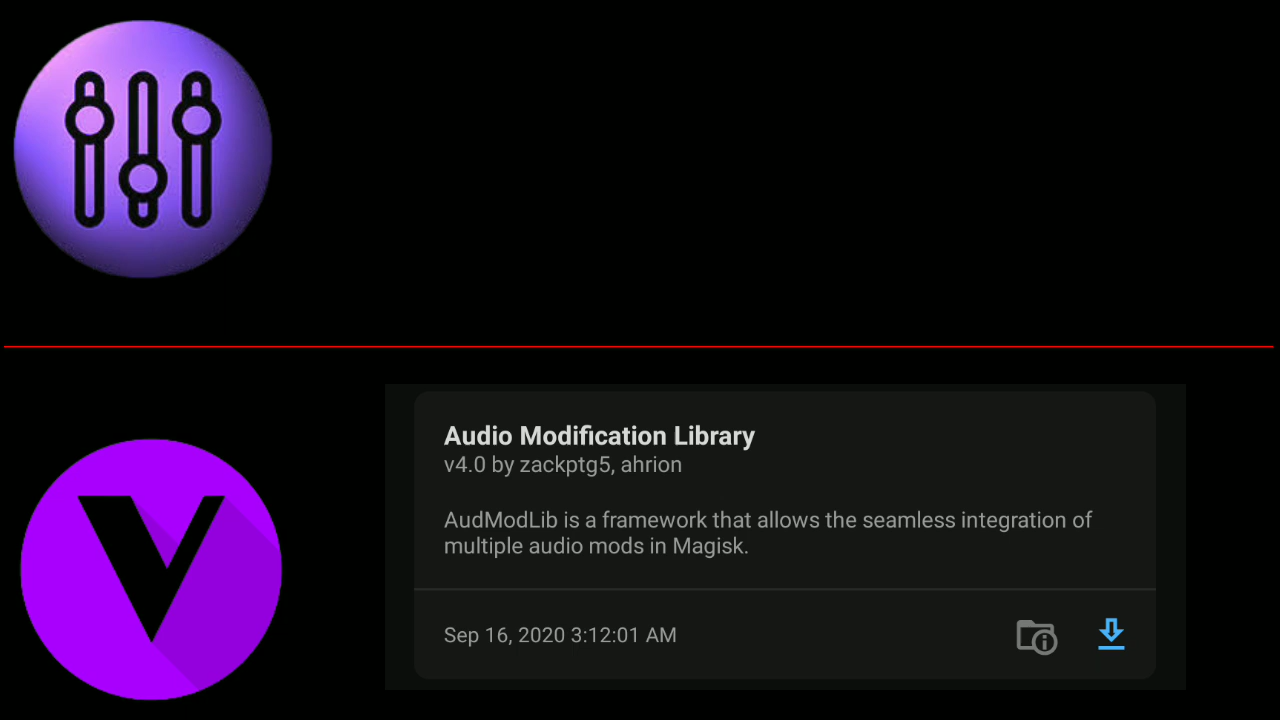 Audio Modification Library
v4.0 by zackptg5, ahrion
AudModLib is a framework that allows the seamless integration of
multiple audio mods in Magisk.
Sep 16, 2020 3:12:01 AM